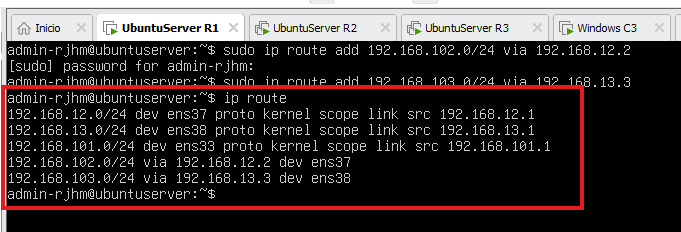 Inicio UbuntuServer R1 UbuntuServer R2 UbuntuServer R3 Windows C3
admin-rjhm@ubuntuserver:~$ sudo ip route add 192.168.102.0/24 via 192.168.12.2
[sudo] password for admin-rjhm:
admin-rjhm@ubuntuserver:~$ sudo ip route add 192.168.103.0/24 via 192.168.13.3
admin-rjhm@ubuntuserver:~$ ip route
192.168.12.0/24 dev ens37 proto kernel scope link src 192.168.12.1
192.168.13.0/24 dev ens38 proto kernel scope link src 192.168.13.1
192.168.101.0/24 dev ens33 proto kernel scope link src 192.168.101.1
192.168.102.0/24 via 192.168.12.2 dev ens37
192.168.103.0/24 via 192.168.13.3 dev ens38
admin-rjhm@ubuntuserver:~$